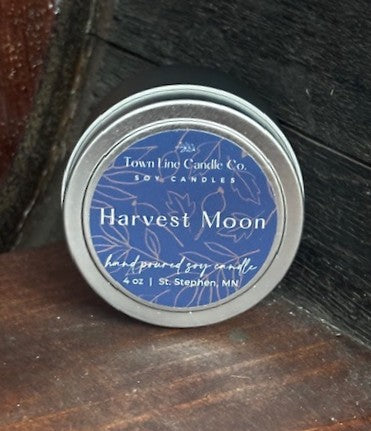 Town Line Candle Co.
SOY CANDLES
Harvest Moon
hand poured soy candle
4 oz | St. Stephen, MN